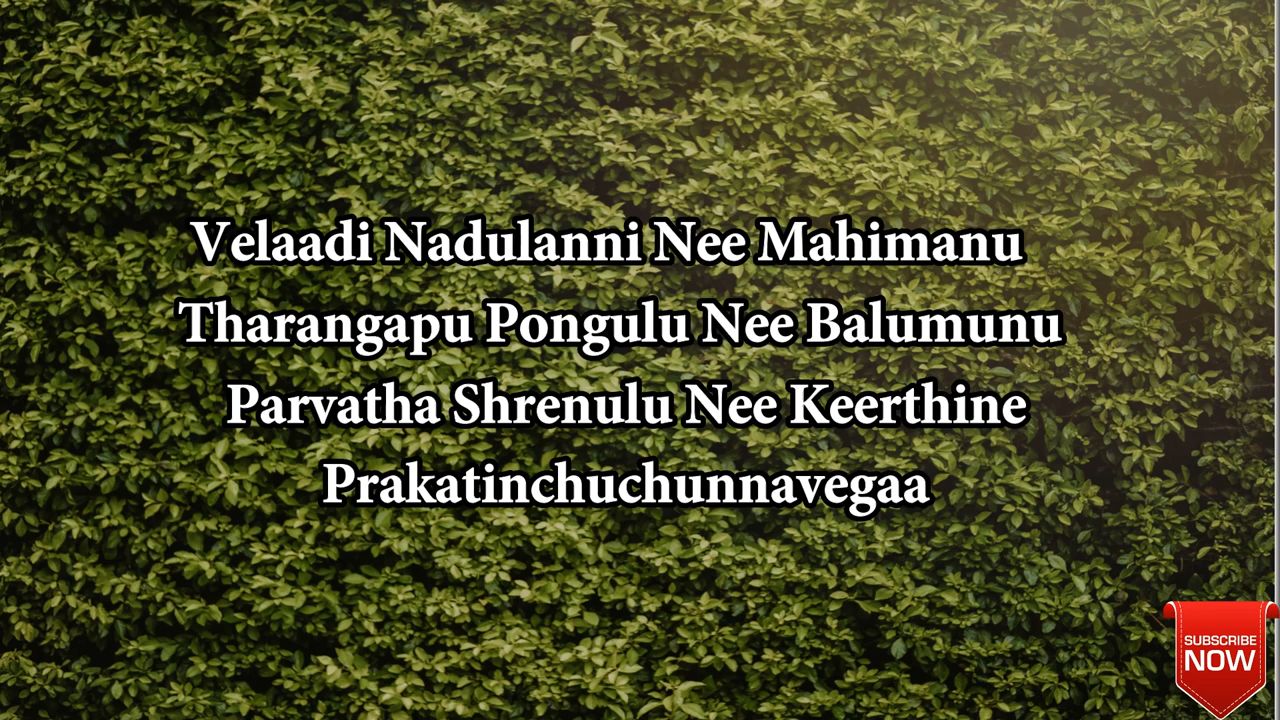 Velaadi Nadulanni Nee Mahimanu
Tharangapu Pongulu Nee Balumunu
Parvatha Shrenulu Nee Keerthine
Prakatinchuchunnavegaa
SUBSCRIBE
NOW